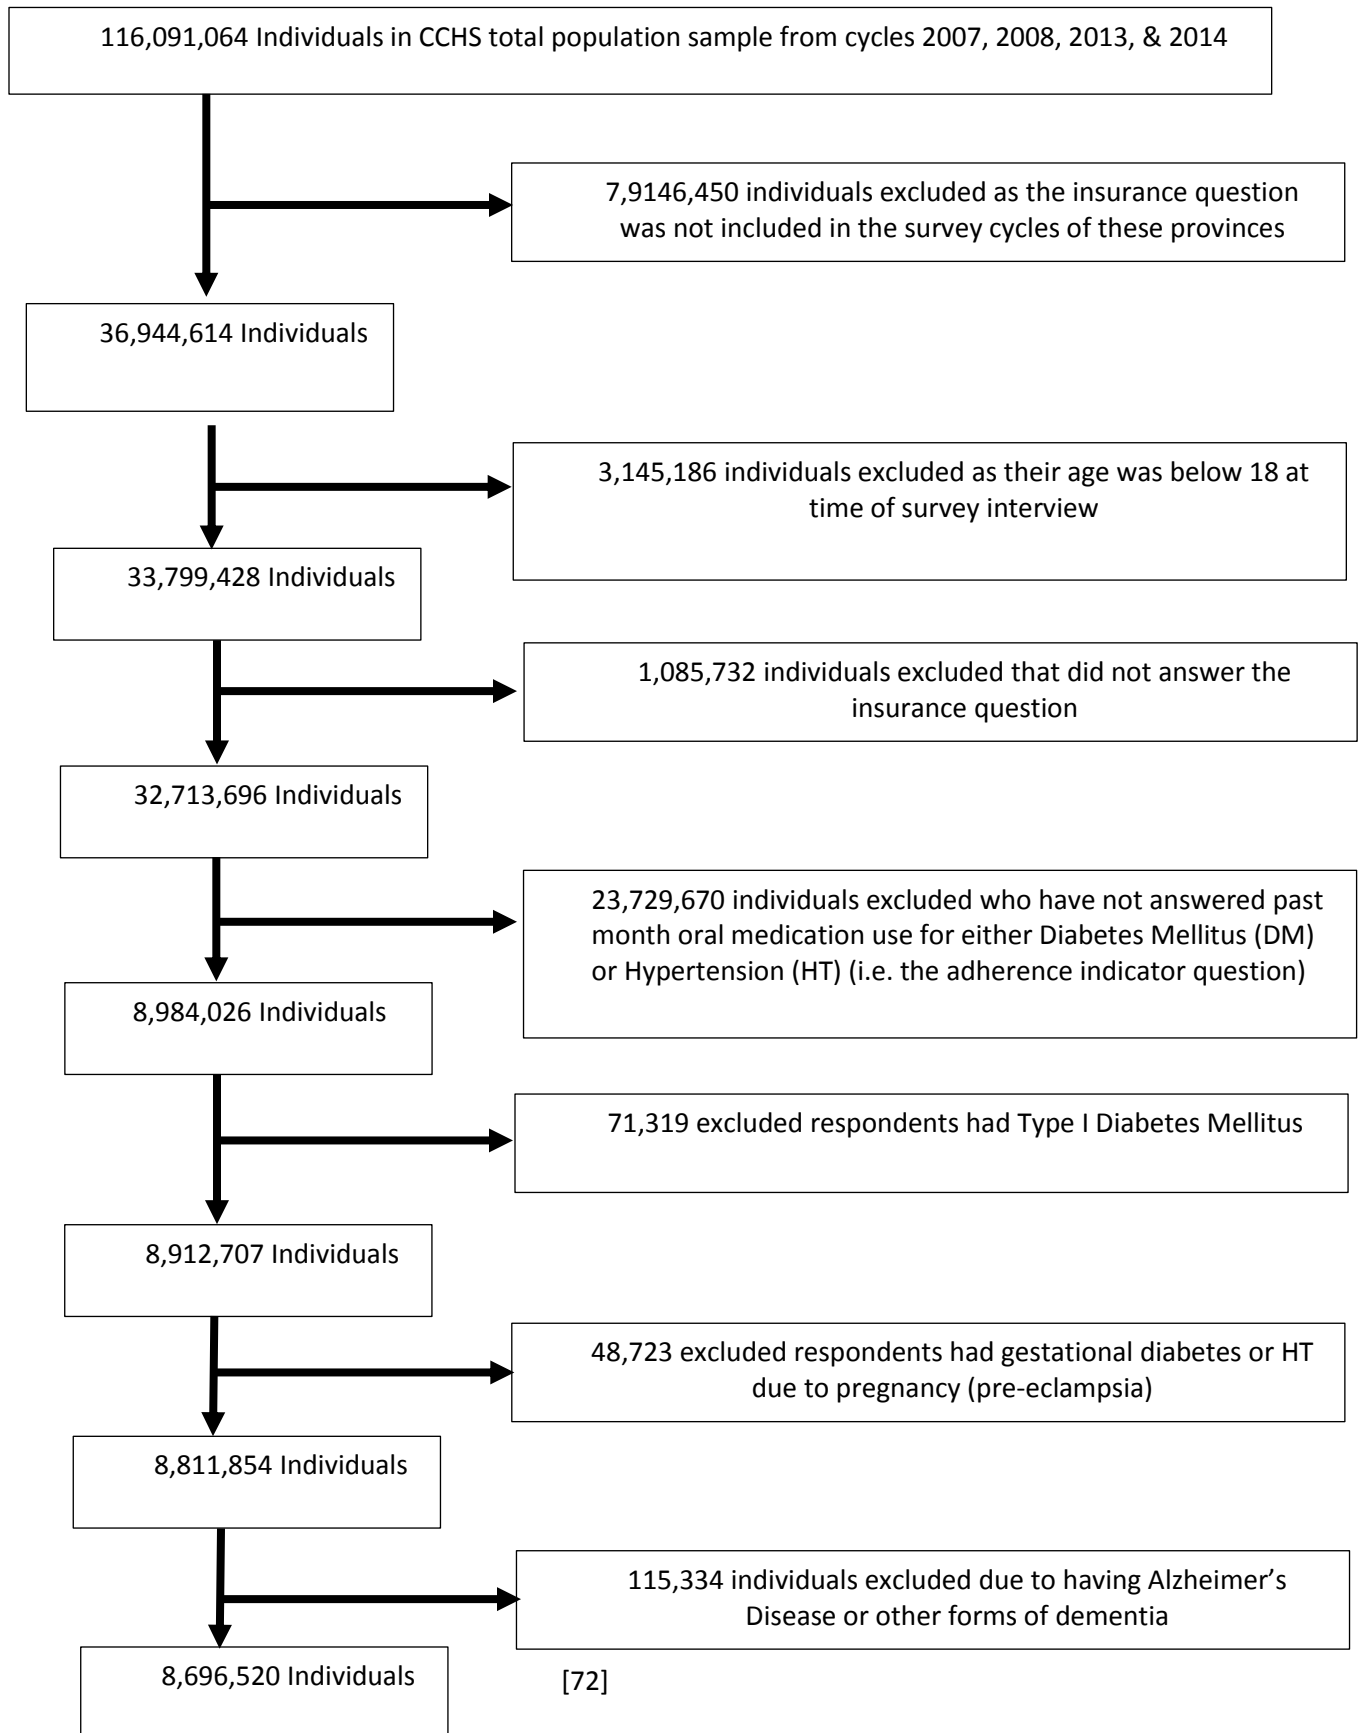 116,091,064 Individuals in CCHS total population sample from cycles 2007, 2008, 2013, & 2014
7,9146,450 individuals excluded as the insurance question
was not included in the survey cycles of these provinces
36,944,614 Individuals
3,145,186 individuals excluded as their age was below 18 at
time of survey interview
33,799,428 Individuals
1,085,732 individuals excluded that did not answer the
insurance question
32,713,696 Individuals
23,729,670 individuals excluded who have not answered past
month oral medication use for either Diabetes Mellitus (DM)
or Hypertension (HT) (i.e. the adherence indicator question)
8,984,026 Individuals
71,319 excluded respondents had Type I Diabetes Mellitus
8,912,707 Individuals
48,723 excluded respondents had gestational diabetes or HT
due to pregnancy (pre-eclampsia)
8,811,854 Individuals
115,334 individuals excluded due to having Alzheimer’s
Disease or other forms of dementia
8,696,520 Individuals
[72]